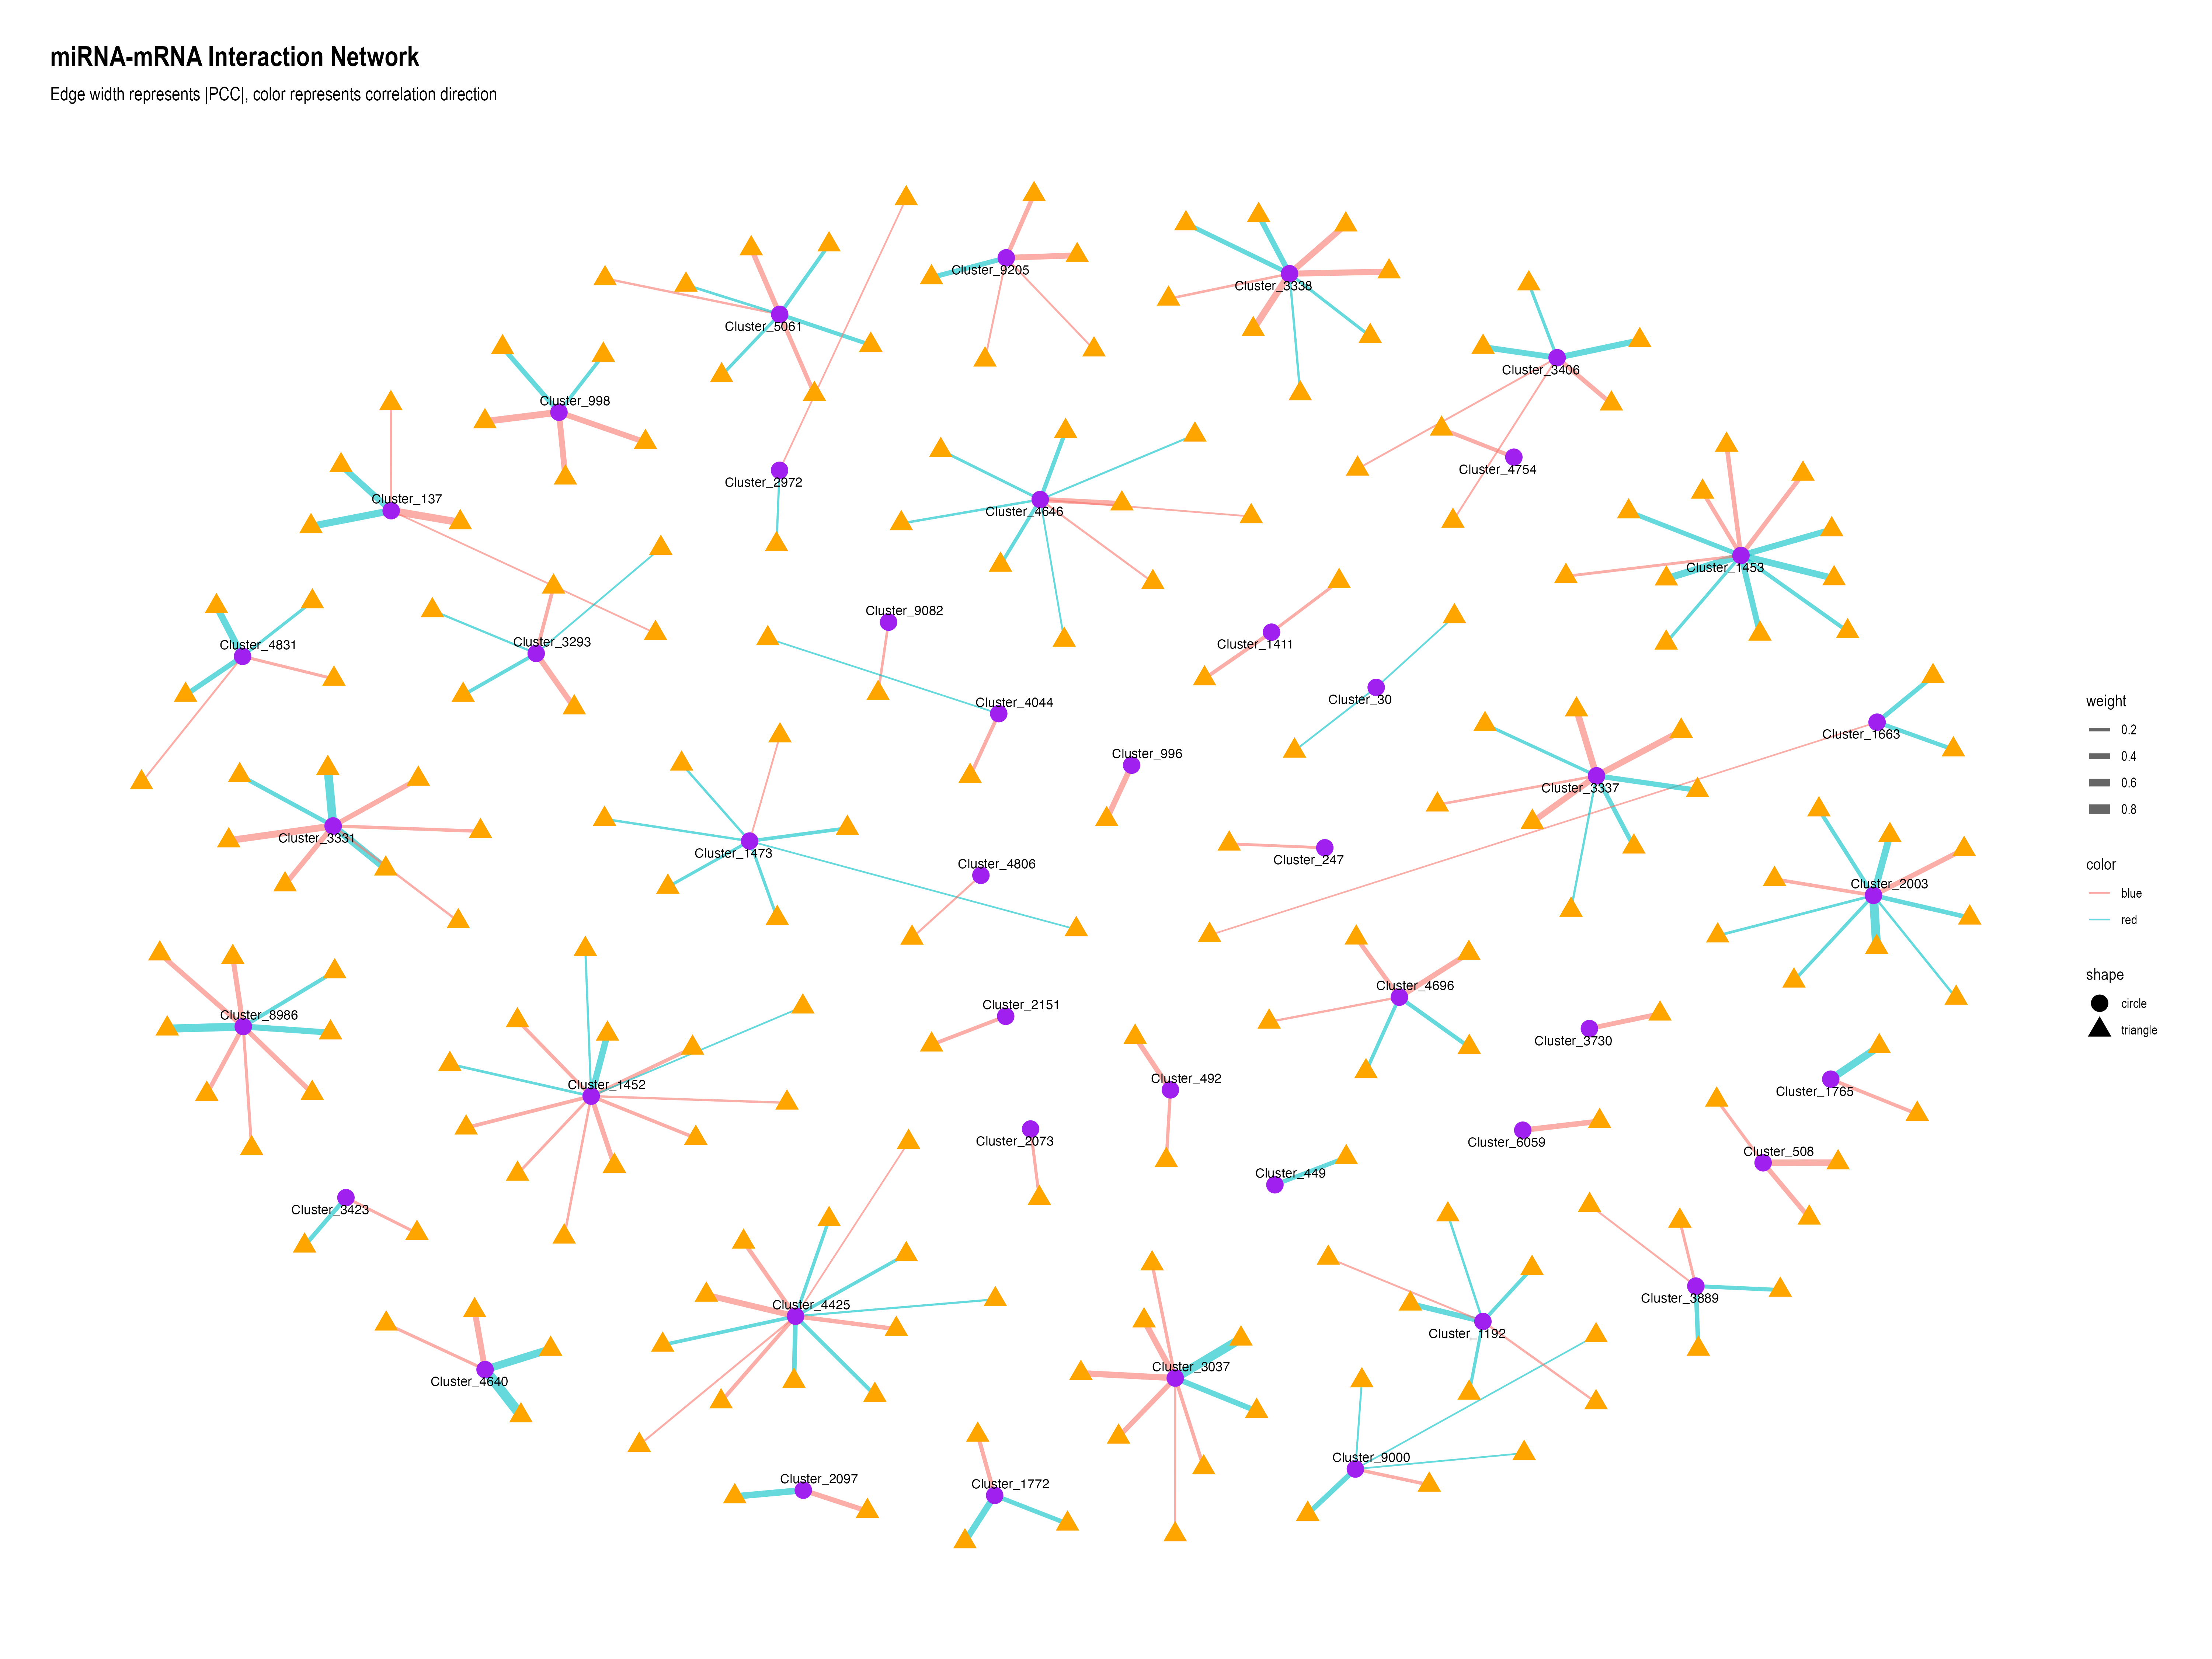 miRNA-mRNA Interaction Network
Edge width represents |PCC|, color represents correlation direction
Cluster_9205
Cluster_3338
Cluster_5061
Cluster_3406
Cluster_998
Cluster_4754
Cluster_2972
Cluster_137
Cluster_4646
Cluster_1453
Cluster_9082
Cluster_3293
Cluster_4831
Cluster_1411
Cluster_30
Cluster_4044
Cluster_1663
Cluster_996
Cluster_3337
Cluster_3331
Cluster_1473
Cluster_247
Cluster_4806
Cluster_2003
Cluster_4696
Cluster_2151
Cluster_8986
Cluster_3730
Cluster_492
Cluster_1452
Cluster_1765
Cluster_2073
Cluster_6059
Cluster_508
Cluster_449
Cluster_3423
Cluster_3889
Cluster_4425
Cluster_1192
Cluster_3037
Cluster_4640
Cluster_9000
Cluster_2097
Cluster_1772
weight
0.2
0.4
0.6
0.8
color
blue
red
shape
circle
triangle